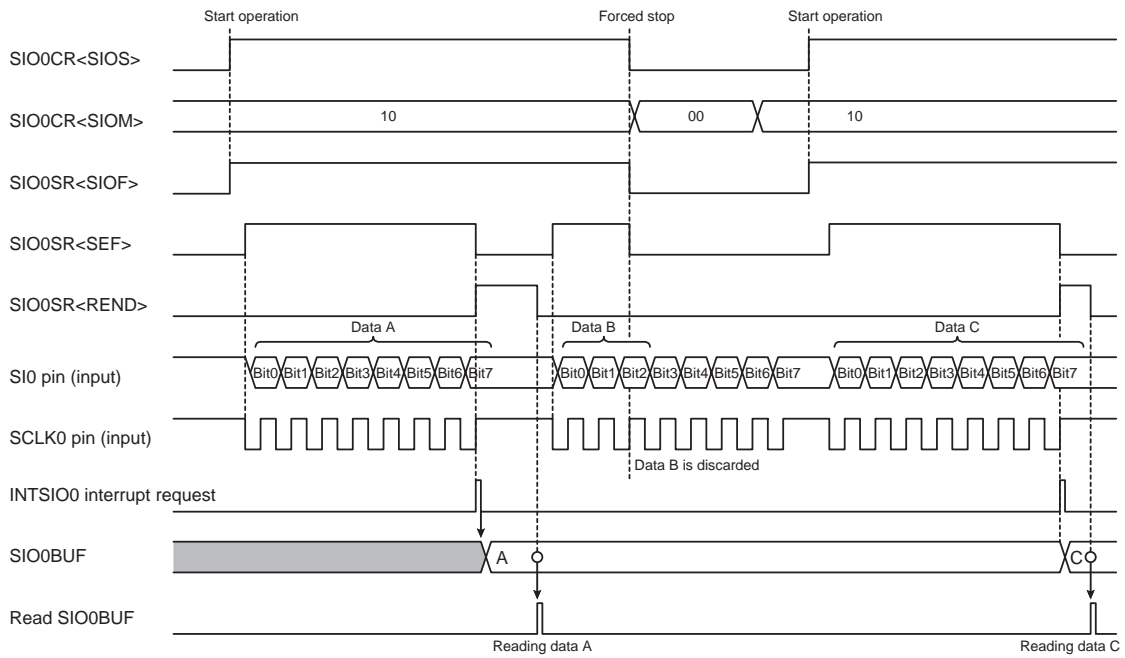 Start operation Forced stop Start operation
SIO0CR<SIOS>
SIO0CR<SIOM> 10 00 10
SIO0SR<SIOF>
SIO0SR<SEF>
SIO0SR<REND>
Data A Data B Data C
SI0 pin (input) Bit0 Bit1 Bit2 Bit3 Bit4 Bit5 Bit6 Bit7 Bit0 Bit1 Bit2 Bit3 Bit4 Bit5 Bit6 Bit7 Bit0 Bit1 Bit2 Bit3 Bit4 Bit5 Bit6 Bit7
SCLK0 pin (input)
Data B is discarded
INTSIO0 interrupt request
SIO0BUF A C
Read SIO0BUF
Reading data A Reading data C